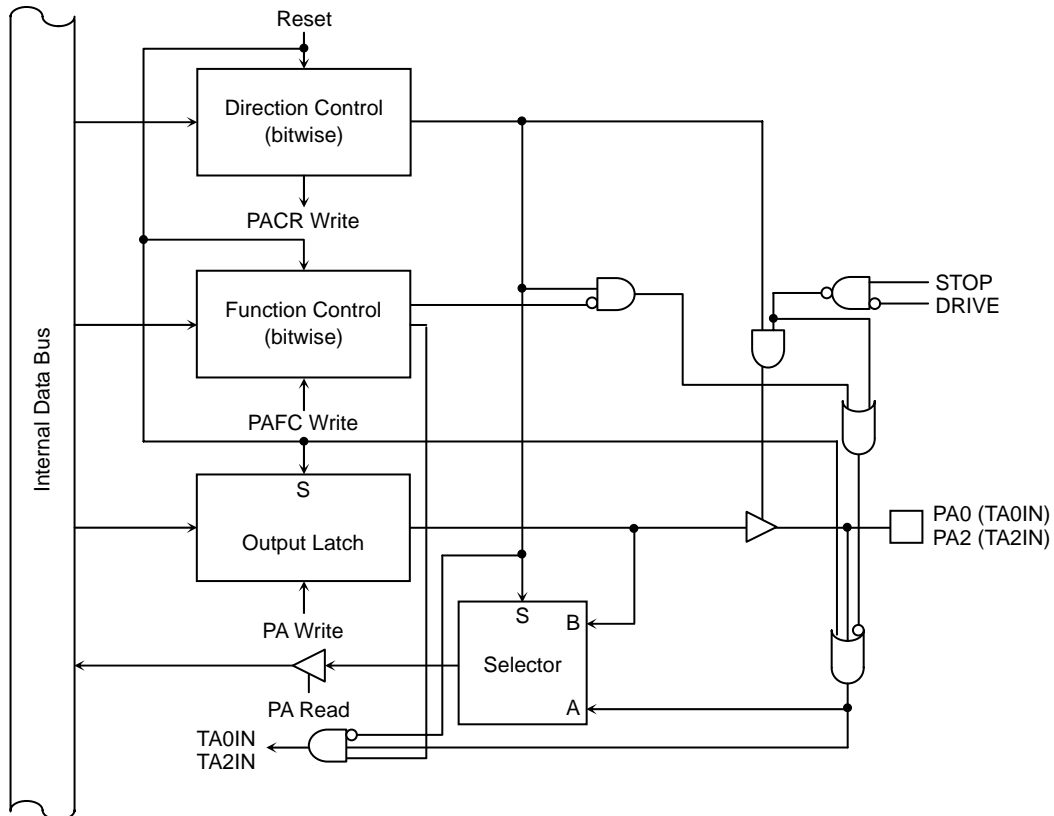 Reset
Direction Control
(bitwise)
PACR Write
Function Control
(bitwise)
STOP
DRIVE
Internal Data Bus
PAFC Write
S
Output Latch
PA0 (TA0IN)
PA2 (TA2IN)
PA Write
S
B
Selector
A
PA Read
TA0IN
TA2IN